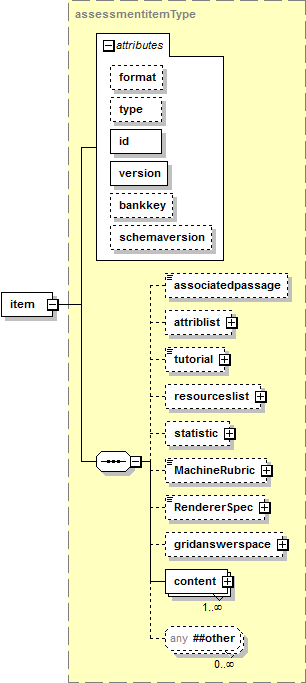 assessmentitemType
attributes
format
type
id
version
bankkey
schemaversion
item
associatedpassage
attriblist
tutorial
resourceslist
statistic
MachineRubric
RendererSpec
gridanswerspace
content
1..∞
any ##other
0..∞